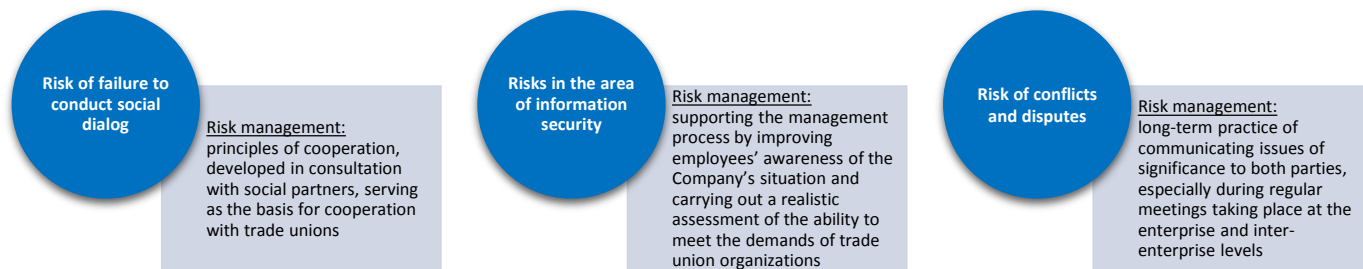 Risk of failure to
conduct social
dialog
Risk management:
principles of cooperation,
developed in consultation
with social partners, serving
as the basis for cooperation
with trade unions
Risks in the area
of information
security
Risk management:
supporting the management
process by improving
employees’ awareness of the
Company’s situation and
carrying out a realistic
assessment of the ability to
meet the demands of trade
union organizations
Risk of conflicts
and disputes
Risk management:
long-term practice of
communicating issues of
significance to both parties,
especially during regular
meetings taking place at the
enterprise and inter-
enterprise levels